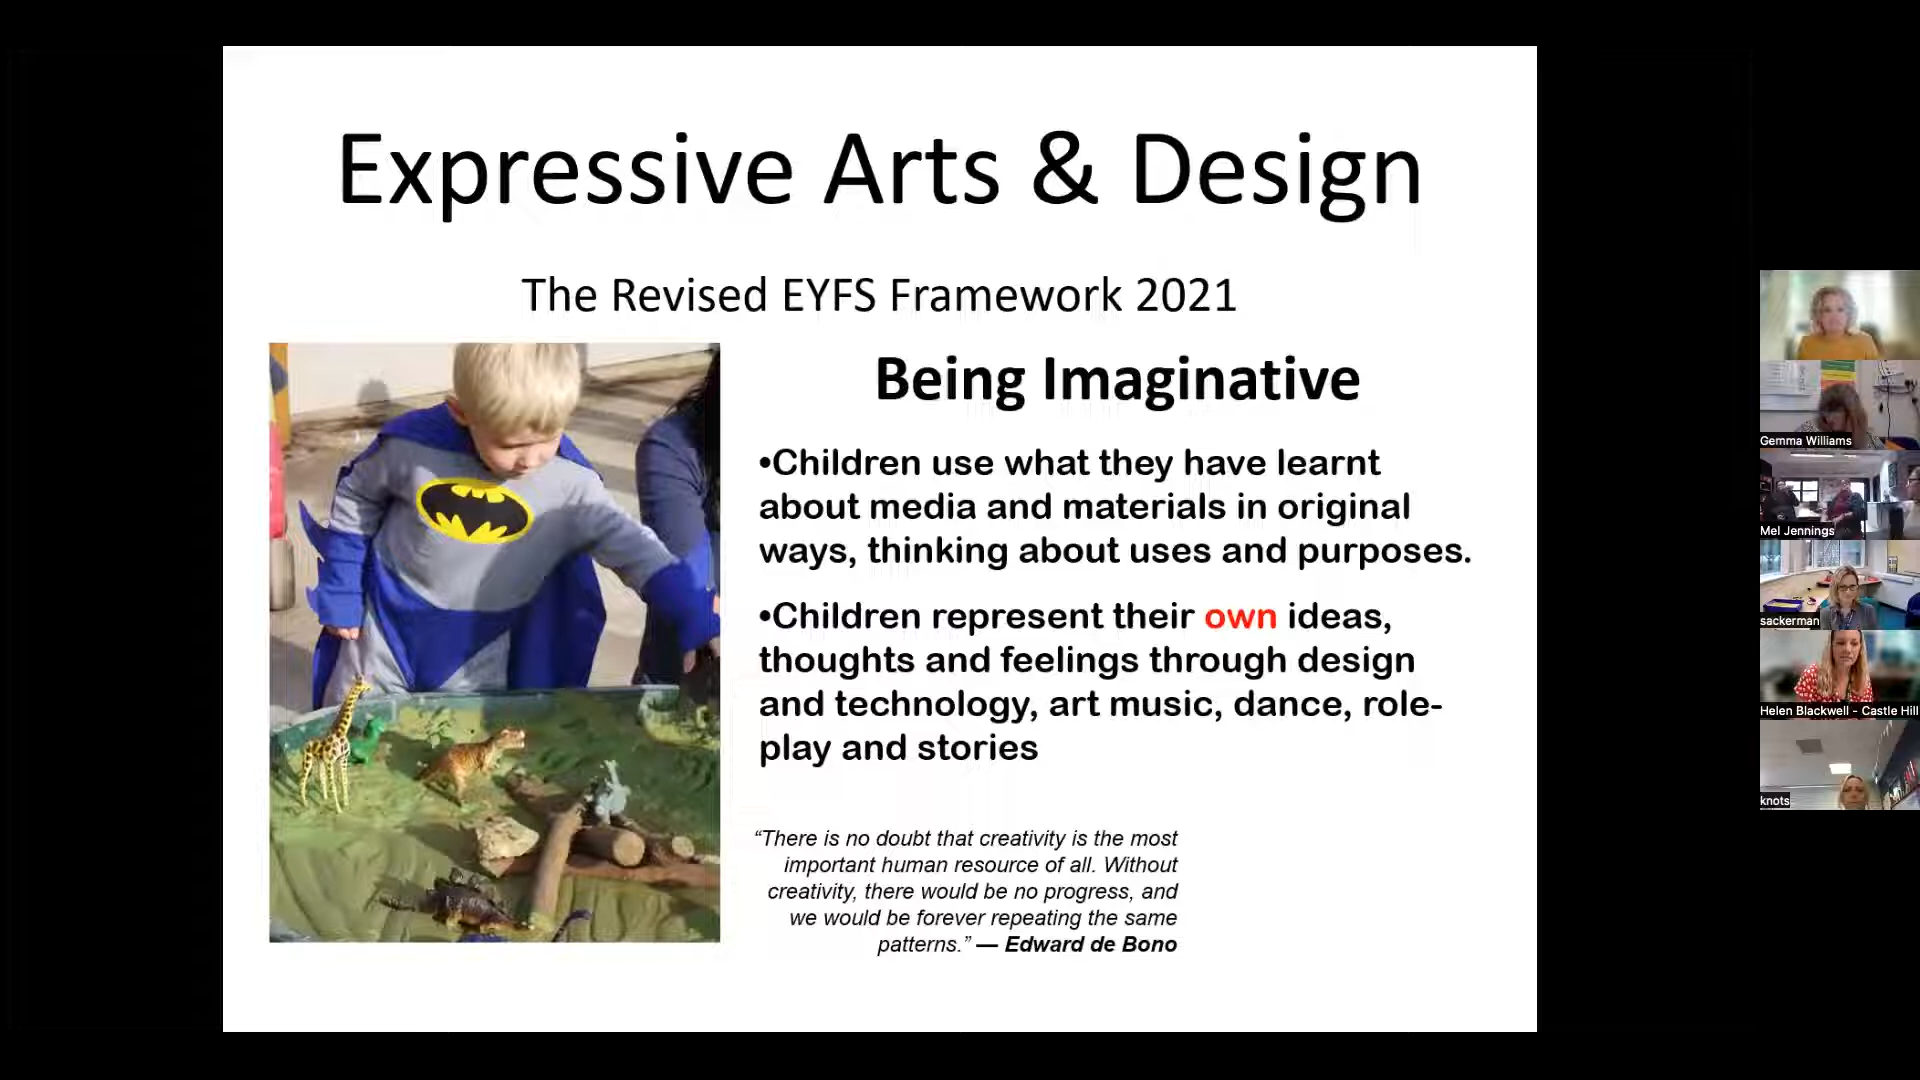 Expressive Arts & Design
The Revised EYFS Framework 2021
Being Imaginative
•Children use what they have learnt
about media and materials in original
ways, thinking about uses and purposes.
•Children represent their own ideas,
thoughts and feelings through design
and technology, art music, dance, role-
play and stories
“There is no doubt that creativity is the most
important human resource of all. Without
creativity, there would be no progress, and
we would be forever repeating the same
patterns.” — Edward de Bono
Gemma Williams
Mel Jennings
sackerman
Helen Blackwell - Castle Hill
knots